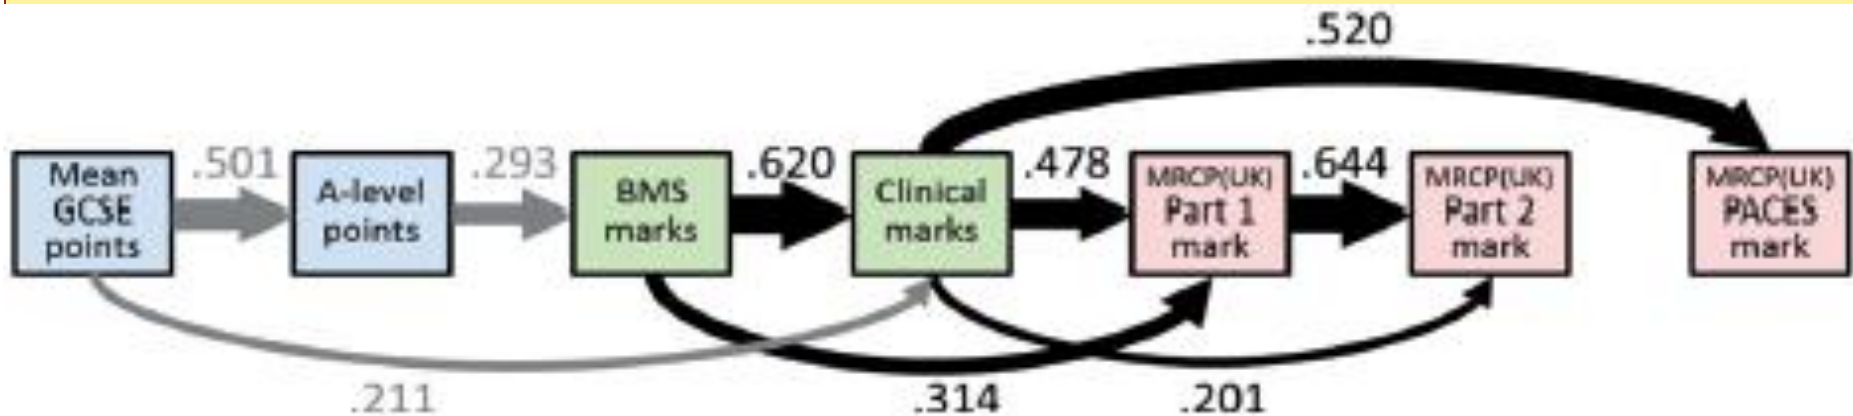 .520
.501
.293
.620
.478
.644
Mean
GCSE
points
A-level
points
BMS
marks
Clinical
marks
MRCP(UK)
Part 1
mark
MRCP(UK)
Part 2
mark
MRCP(UK)
PACES
mark
.211
.314
.201